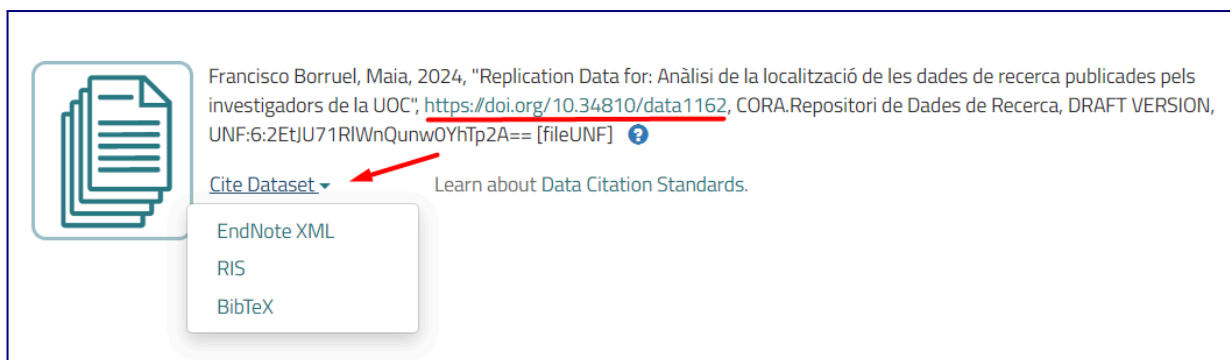 Francisco Borruel, Maia, 2024, "Replication Data for: Anàlisi de la localització de les dades de recerca publicades pels
investigadors de la UOC", https://doi.org/10.34810/data1162, CORA.Repositori de Dades de Recerca, DRAFT VERSION,
UNF:6:2EtJU71RlWnQunw0YhTp2A== [fileUNF] ?
Cite Dataset Learn about Data Citation Standards.
EndNote XML
RIS
BibTeX